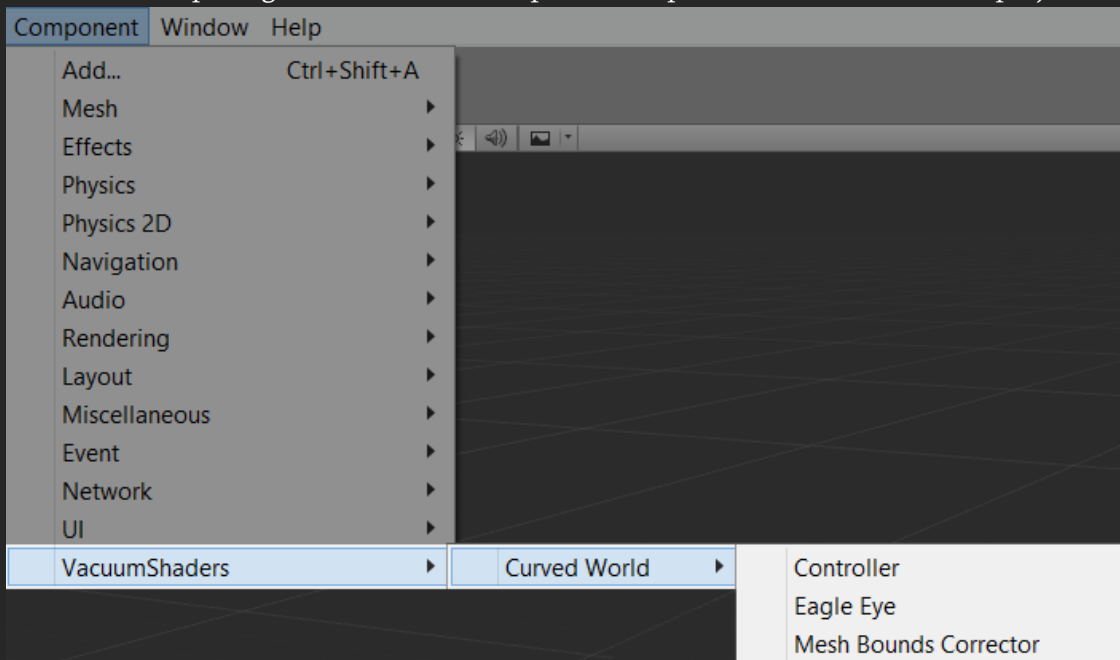 Component Window Help
Add... Ctrl+Shift+A
Mesh
Effects
Physics
Physics 2D
Navigation
Audio
Rendering
Layout
Miscellaneous
Event
Network
UI
VacuumShaders Curved World Controller
Eagle Eye
Mesh Bounds Corrector